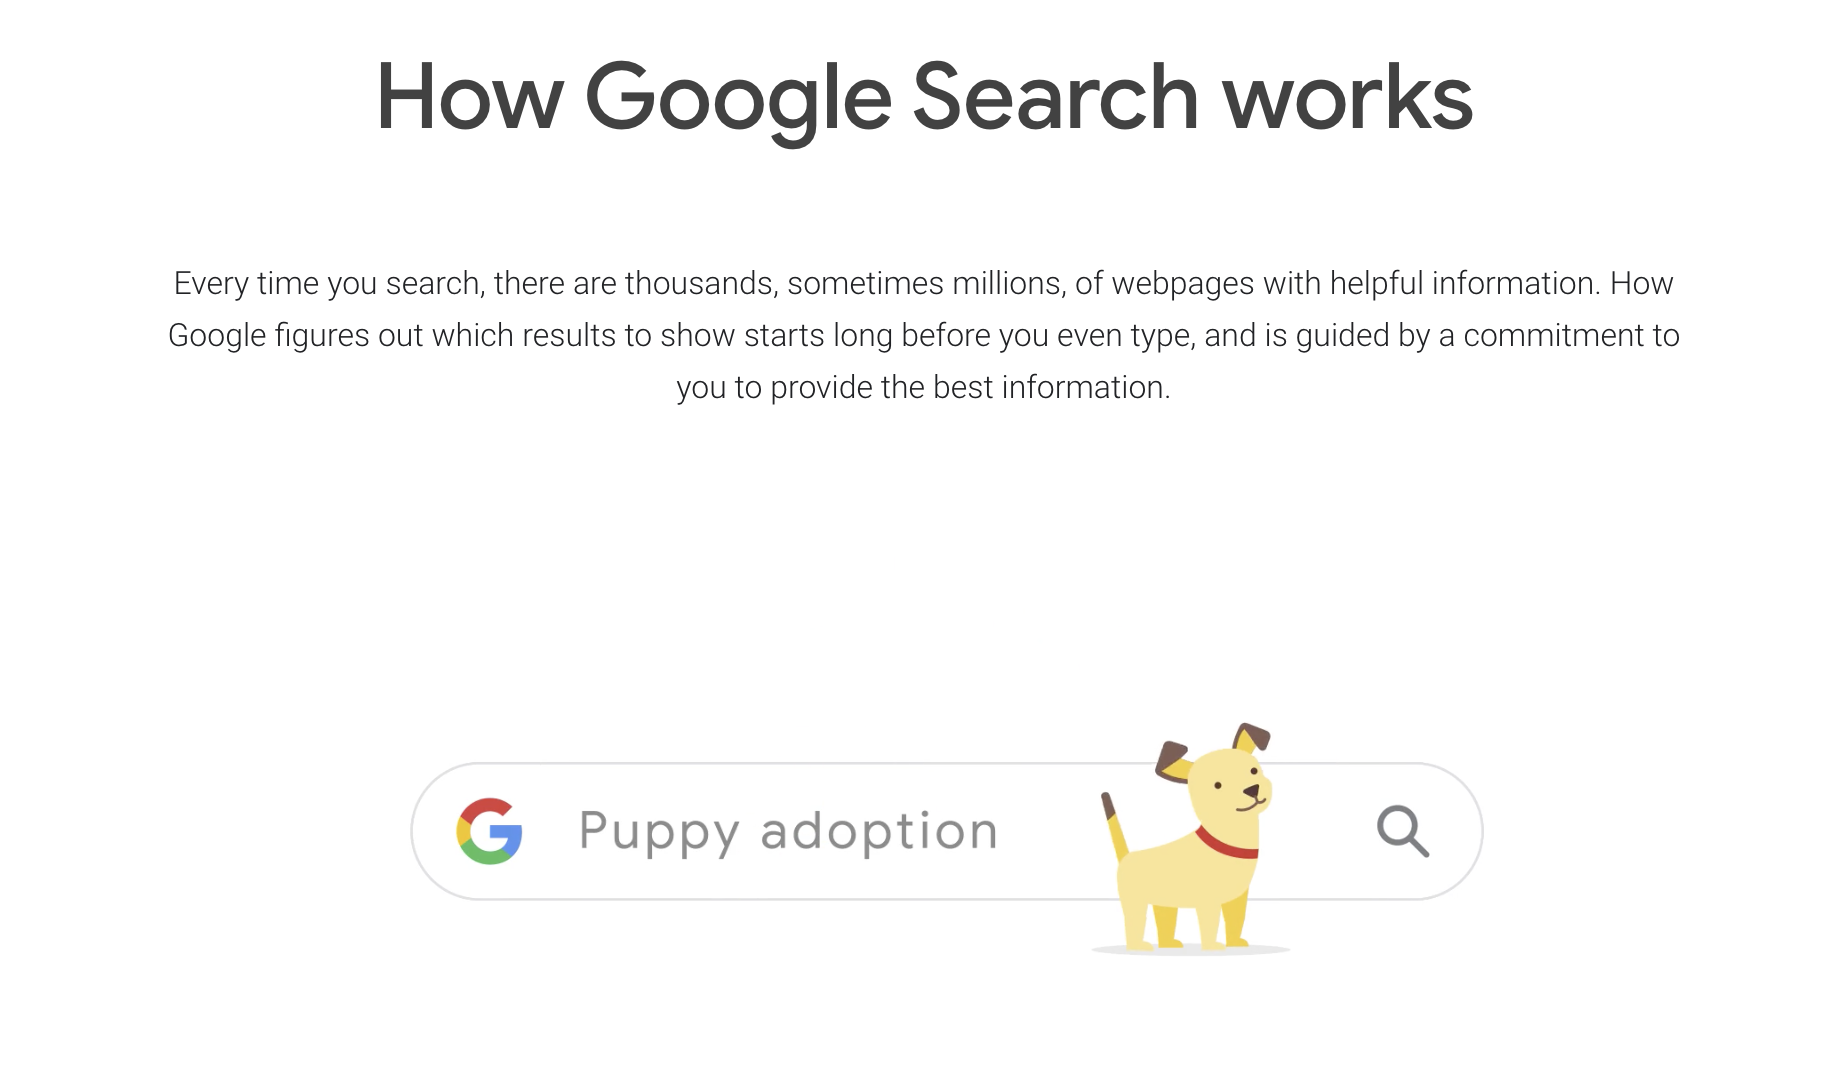 How Google Search works
Every time you search, there are thousands, sometimes millions, of webpages with helpful information. How
Google figures out which results to show starts long before you even type, and is guided by a commitment to
you to provide the best information.
Puppy adoption